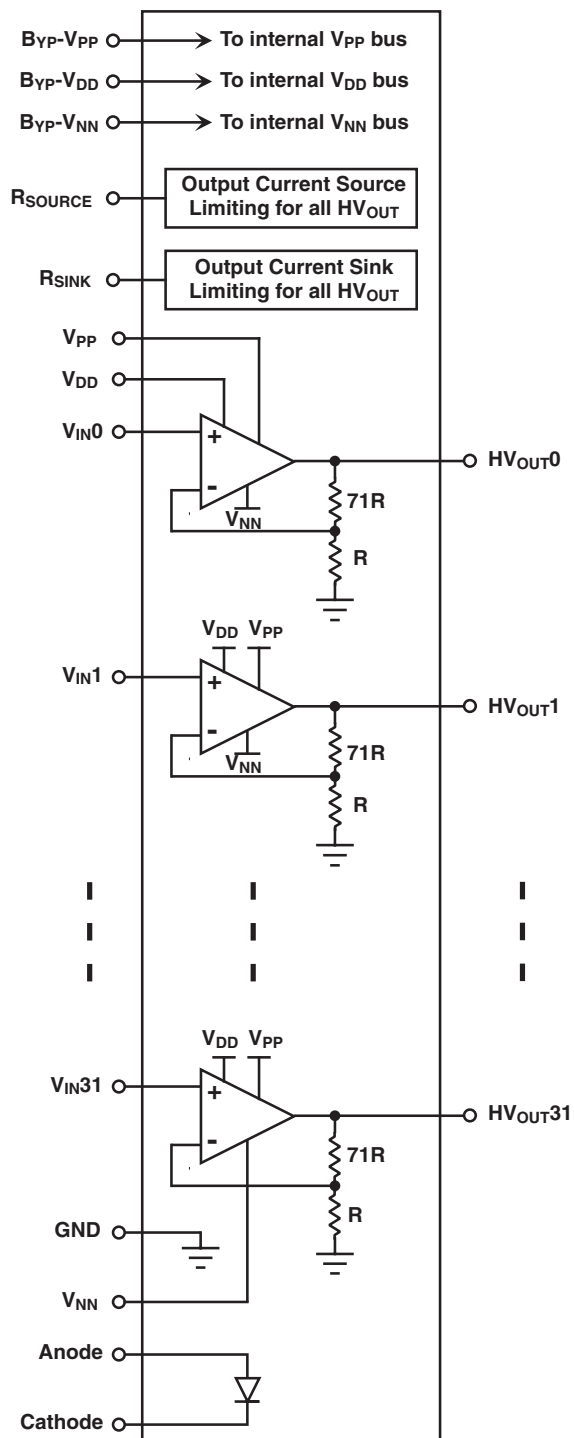 BYP-VPP To internal VPP bus
BYP-VDD To internal VDD bus
BYP-VNN To internal VNN bus
RSOURCE
Output Current Source
Limiting for all HVOUT
RSINK
Output Current Sink
Limiting for all HVOUT
VPP
VDD
VIN0
+
-
VNN
HVOUT0
71R
R
VDD VPP
VIN1
+
-
VNN
HVOUT1
71R
R
VDD VPP
VIN31
+
-
HVOUT31
71R
R
GND
VNN
Anode
Cathode